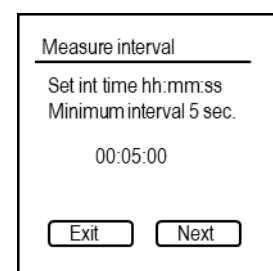 Measure interval
Set int time hh:mm:ss
Minimum interval 5 sec.
00:05:00
Exit Next